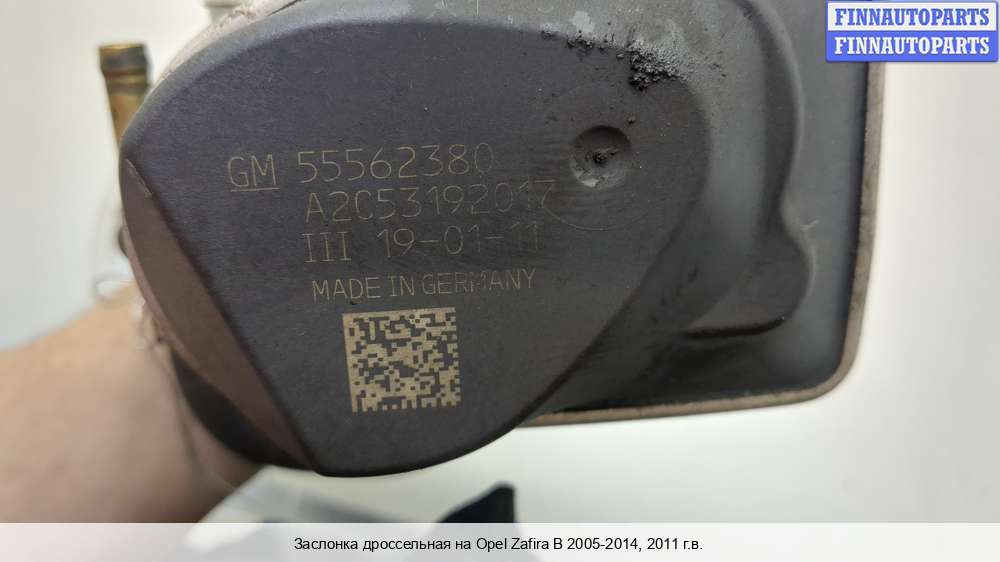 FINNAUTOPARTS
FINNAUTOPARTS
GM 55562380
A2C53192017
III 19-01-11
MADE IN GERMANY
Заслонка дроссельная на Opel Zafira B 2005-2014, 2011 г.в.